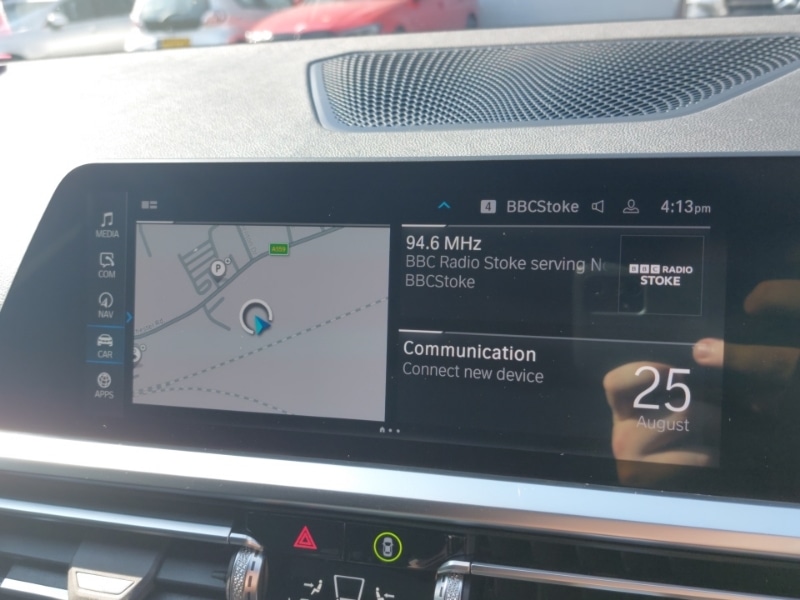 4 BBCStoke 4:13pm
MEDIA
COM
NAV
CAR
APPS
P
94.6 MHz
BBC Radio Stoke serving N
BBCStoke
BBC RADIO
STOKE
Communication
Connect new device
25
August